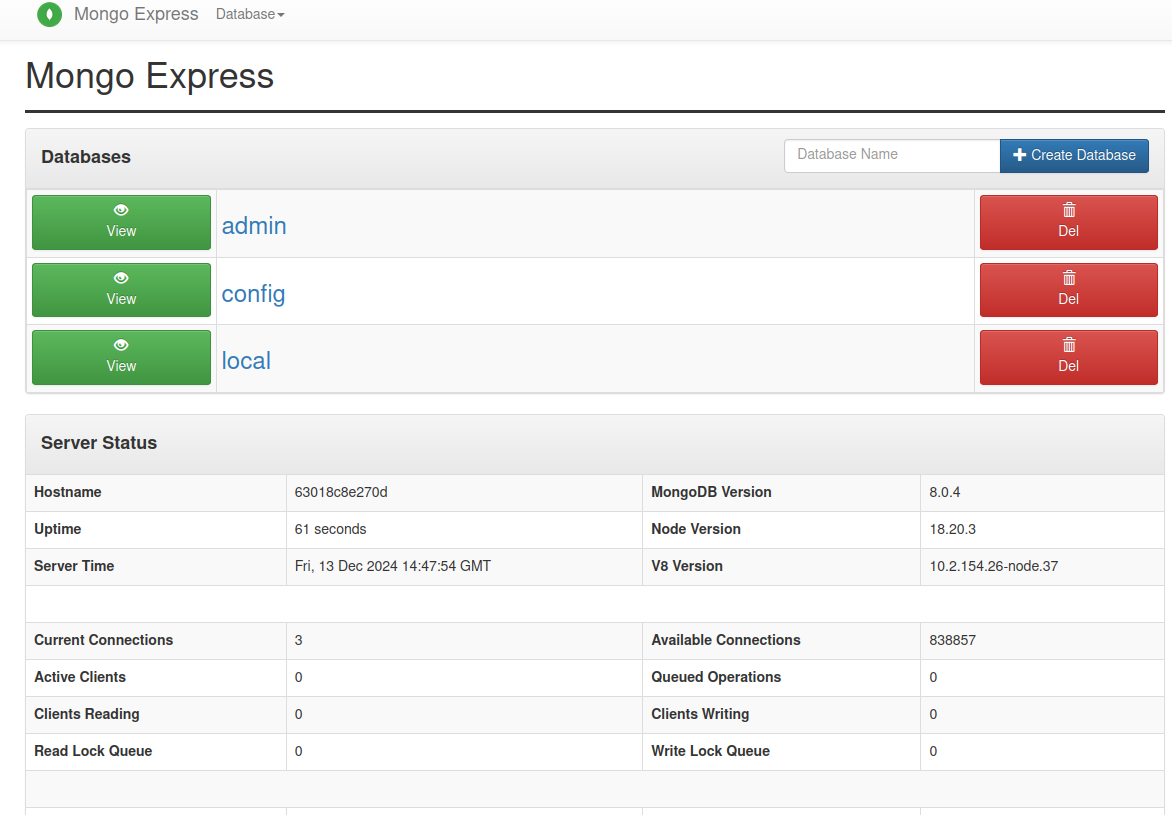 Mongo Express Database
Mongo Express
Databases Database Name Create Database
View admin Del
View config Del
View local Del
Server Status
Hostname 63018c8e270d MongoDB Version 8.0.4
Uptime 61 seconds Node Version 18.20.3
Server Time Fri, 13 Dec 2024 14:47:54 GMT V8 Version 10.2.154.26-node.37
Current Connections 3 Available Connections 838857
Active Clients 0 Queued Operations 0
Clients Reading 0 Clients Writing 0
Read Lock Queue 0 Write Lock Queue 0